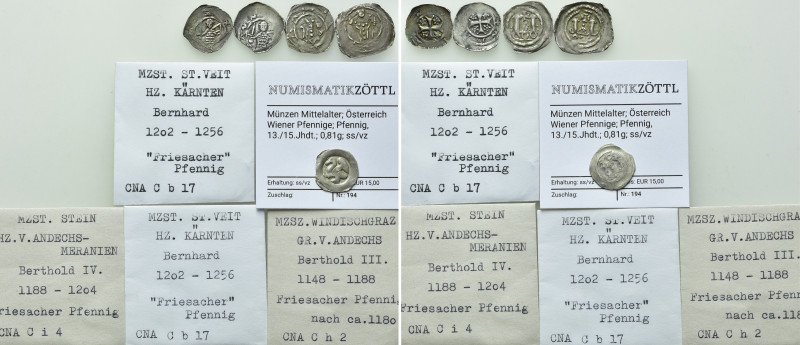 MZST. ST.VEIT
"
HZ. KÄRNTEN
Bernhard
12o2 - 1256
"Friesacher"
Pfennig
CNA C b 17
NUMISMATIKZÖTTL
Münzen Mittelalter; Österreich
Wiener Pfennige; Pfennig,
13./15.Jhdt.; 0,81g; ss/vz
Erhaltung: ss/vz
EUR 15,00
Zuschlag:
Nr.: 194
MZST. STEIN
HZ.V.ANDECHS-
MERANIEN
Berthold IV.
1188 - 12o4
Friesacher Pfennig
CNA C i 4
MZST. ST.VEIT
"
HZ. KÄRNTEN
Bernhard
12o2 - 1256
"Friesacher"
Pfennig
CNA C b 17
MZSZ.WINDISCHGRAZ
GR.V.ANDECHS
Berthold III.
1148 - 1188
Friesacher Pfennig
nach ca.118o
CNA C h 2
MZST. ST.VEIT
"
HZ. KÄRNTEN
Bernhard
12o2 - 1256
"Friesacher"
Pfennig
CNA C b 17
NUMISMATIKZÖTTL
Münzen Mittelalter; Österreich
Wiener Pfennige; Pfennig,
13./15.Jhdt.; 0,81g; ss/vz
Erhaltung: ss/vz
EUR 15,00
Zuschlag:
Nr.: 194
MZST. STEIN
HZ.V.ANDECHS-
MERANIEN
Berthold IV.
1188 - 12o4
Friesacher Pfennig
CNA C i 4
MZST. ST.VEIT
"
HZ. KÄRNTEN
Bernhard
12o2 - 1256
"Friesacher"
Pfennig
CNA C b 17
MZSZ.WINDISCHGRAZ
GR.V.ANDECHS
Berthold III.
1148 - 1188
Friesacher Pfennig
nach ca.118o
CNA C h 2